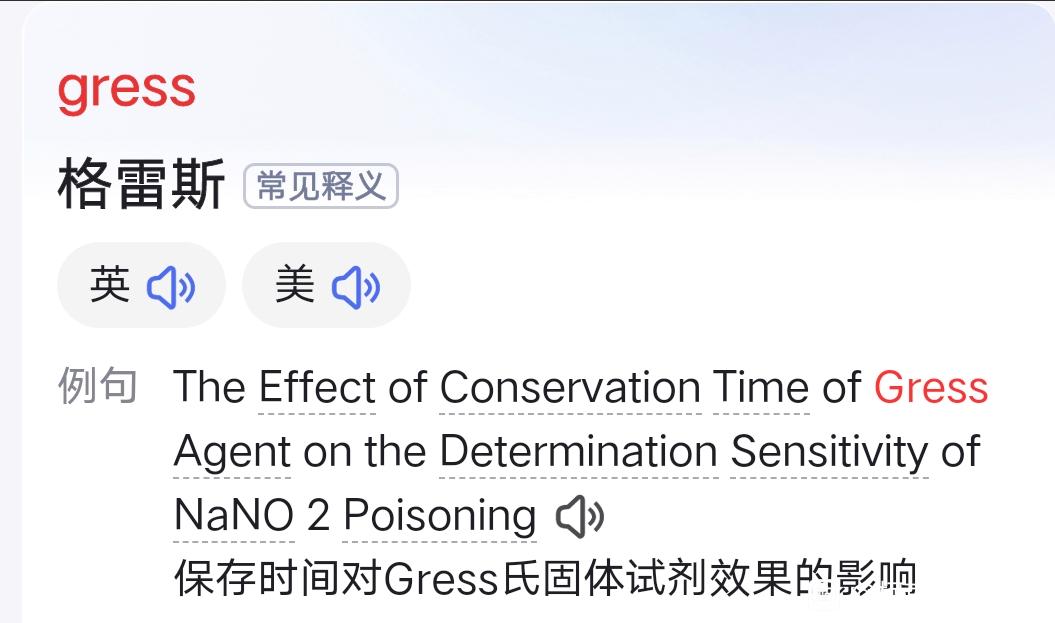 gress
格雷斯 常见释义
英 美
例句 The Effect of Conservation Time of Gress
Agent on the Determination Sensitivity of
NaNO 2 Poisoning
保存时间对Gress氏固体试剂效果的影响